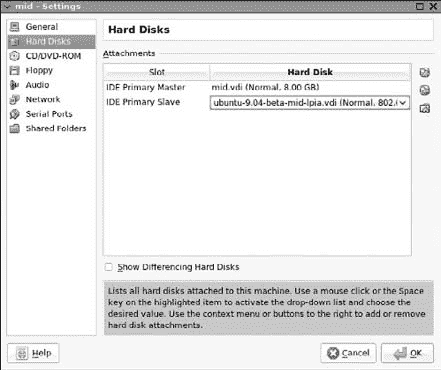 mid - Settings
General
Hard Disks
CD/DVD-ROM
Floppy
Audio
Network
Serial Ports
Shared Folders
Hard Disks
Attachments
Slot Hard Disk
IDE Primary Master mid.vdi (Normal, 8.00 GB)
IDE Primary Slave ubuntu-9.04-beta-mid-lpia.vdi (Normal, 802.
Show Differencing Hard Disks
Lists all hard disks attached to this machine. Use a mouse click or the Space
key on the highlighted item to activate the drop-down list and choose the
desired value. Use the context menu or buttons to the right to add or remove
hard disk attachments.
Help
Cancel
OK